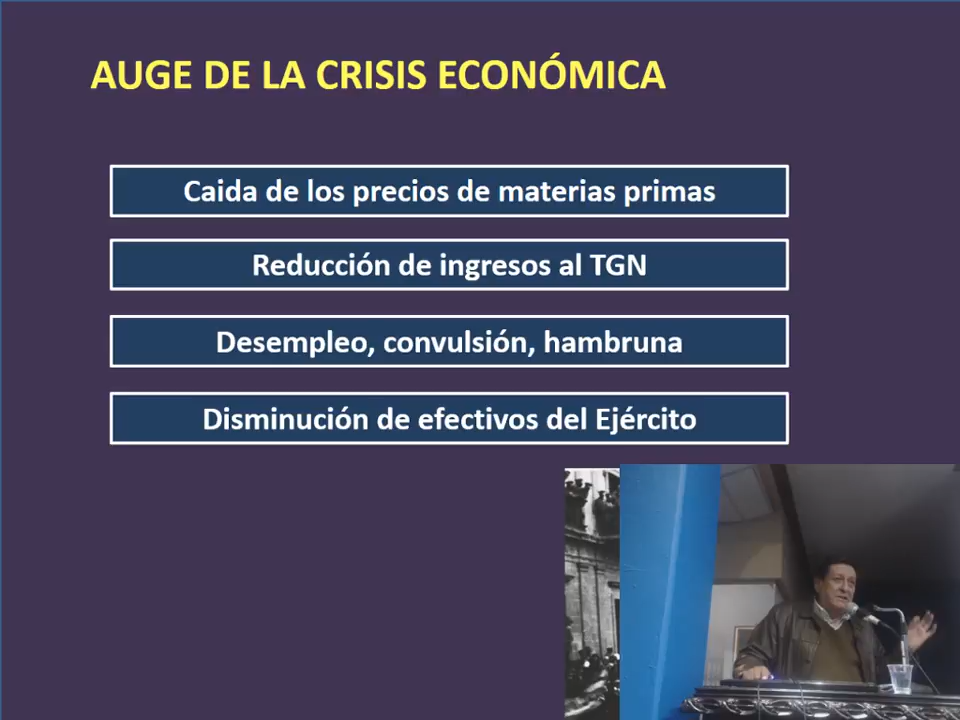 AUGE DE LA CRISIS ECONÓMICA
Caida de los precios de materias primas
Reducción de ingresos al TGN
Desempleo, convulsión, hambruna
Disminución de efectivos del Ejército